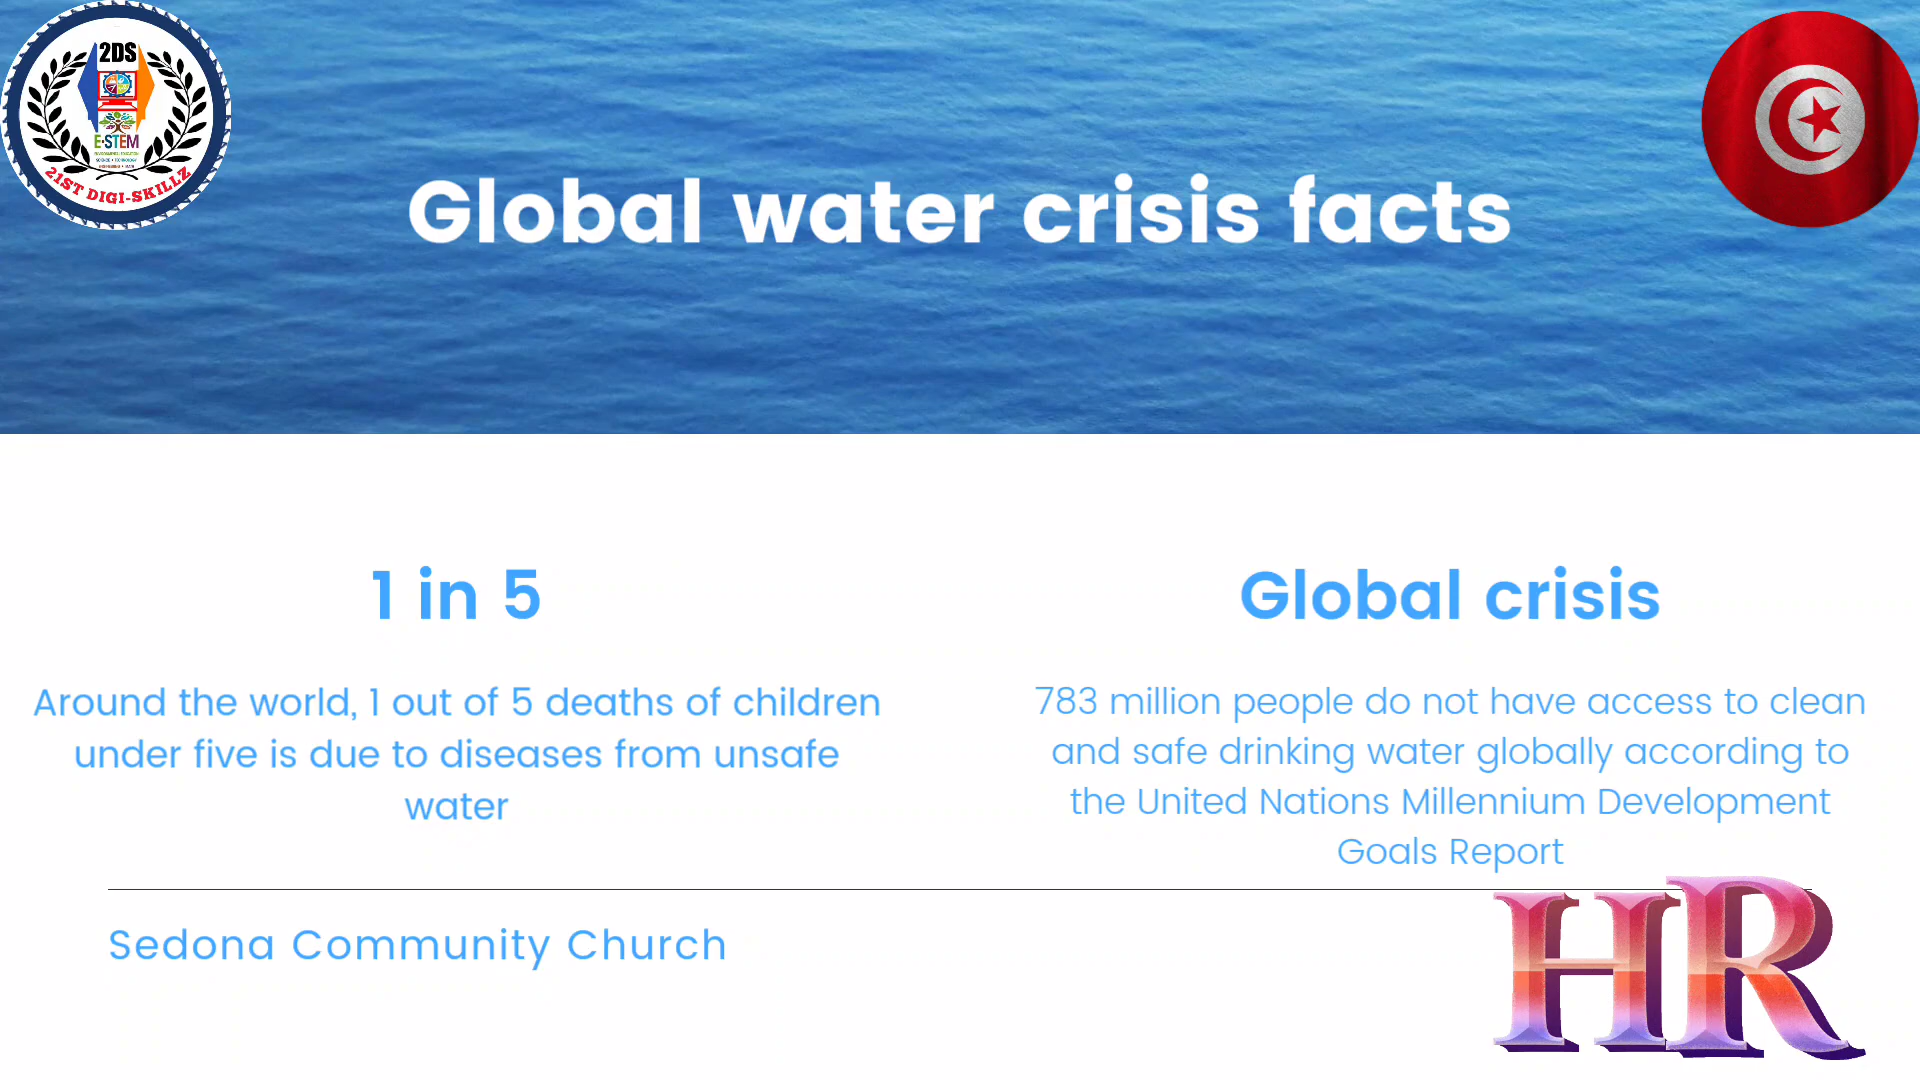 2DS
E-STEM
21ST DIGI-SKILLZ
Global water crisis facts
1 in 5
Around the world, 1 out of 5 deaths of children
under five is due to diseases from unsafe
water
Global crisis
783 million people do not have access to clean
and safe drinking water globally according to
the United Nations Millennium Development
Goals Report
Sedona Community Church
HR